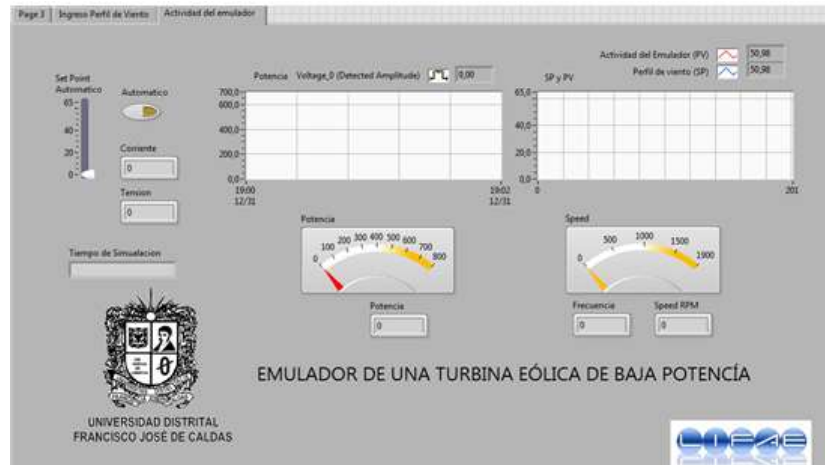 Page 3 Ingreso Perfil de Viento Actividad del emulador
Set Point
Automatico
65
40
20
0
Automatico
Corriente
0
Tension
0
Tiempo de Simualacion
Potencia Voltage_0 (Detected Amplitude) 0,00
700,0
600,0
400,0
200,0
0,0
19:00
12/31
19:02
12/31
Actividad del Emulador (PV) 50,98
Perfil de viento (SP) 50,98
SP y PV
65,0
40,0
20,0
0,0
0 201
Potencia
0 100 200 300 400 500 600 700 800
Potencia
0
Speed
0 500 1000 1500 1900
Frecuencia Speed RPM
0 0
EMULADOR DE UNA TURBINA EÓLICA DE BAJA POTENCÍA
UNIVERSIDAD DISTRITAL
FRANCISCO JOSÉ DE CALDAS
LIFAE